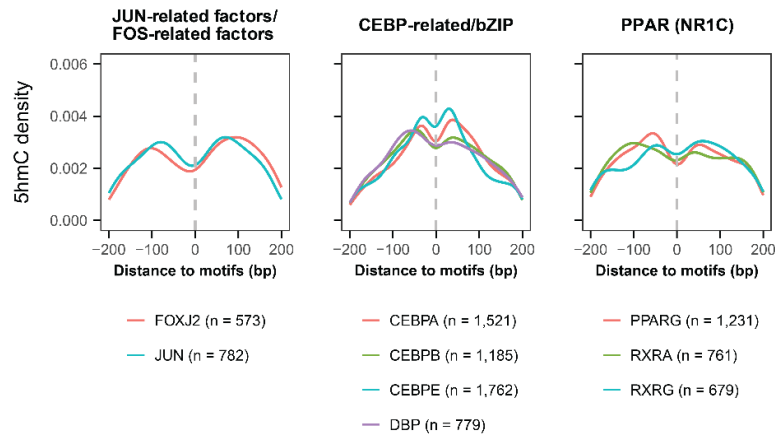 JUN-related factors/
FOS-related factors
CEBP-related/bZIP
PPAR (NR1C)
5hmC density
0.006
0.004
0.002
0.000
−200 −100 0 100 200
−200 −100 0 100 200
−200 −100 0 100 200
Distance to motifs (bp)
Distance to motifs (bp)
Distance to motifs (bp)
FOXJ2 (n = 573)
JUN (n = 782)
CEBPA (n = 1,521)
CEBPB (n = 1,185)
CEBPE (n = 1,762)
DBP (n = 779)
PPARG (n = 1,231)
RXRA (n = 761)
RXRG (n = 679)